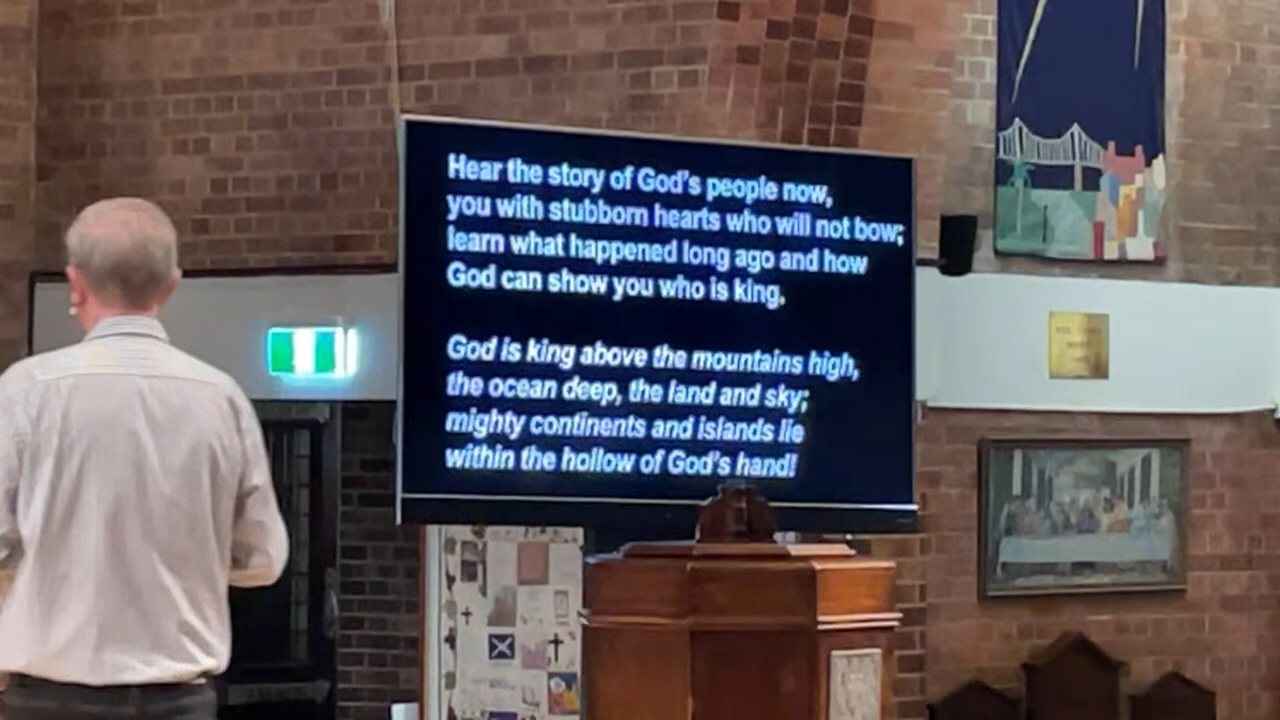 Hear the story of God's people now,
you with stubborn hearts who will not bow;
learn what happened long ago and how
God can show you who is king.
God is king above the mountains high,
the ocean deep, the land and sky;
mighty continents and islands lie
within the hollow of God's hand!